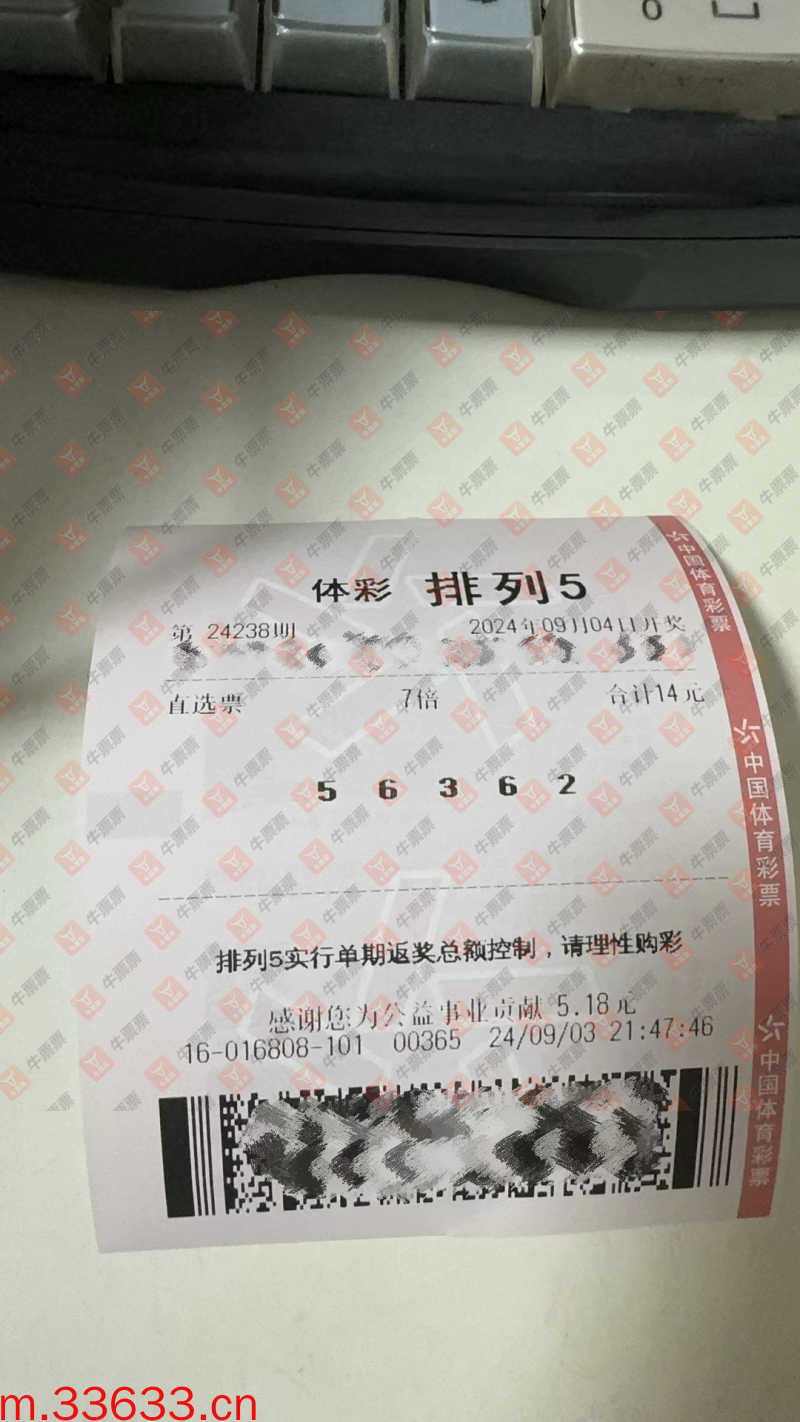 体彩 排列5
第 24238期 2024年09月04日开奖
直选票 7倍 合计14元
5 6 3 6 2
排列5实行单期返奖总额控制，请理性购彩
感谢您为公益事业贡献 5.18元
16-016808-101 00365 24/09/03 21:47:46
中国体育彩票
中国体育彩票
中国体育彩票
牛票票
m.33633.cn